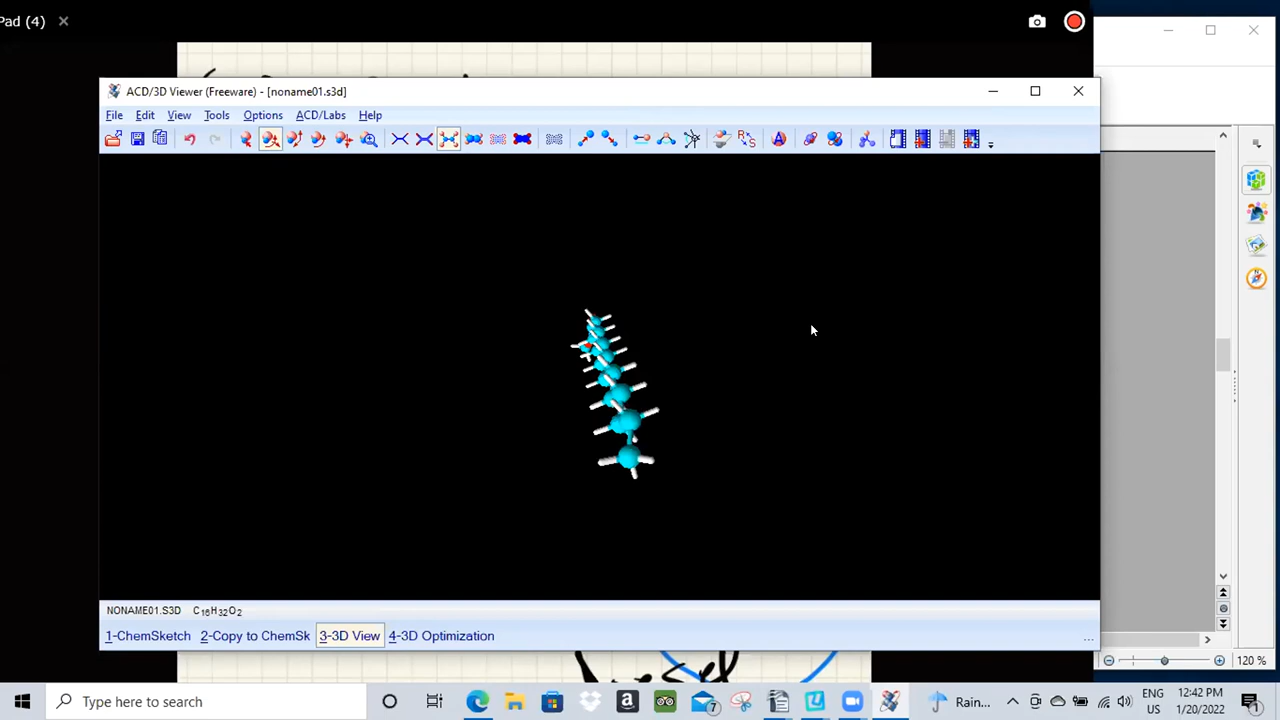 Pad (4)
ACD/3D Viewer (Freeware) - [noname01.s3d]
File Edit View Tools Options ACD/Labs Help
NONAME01.S3D C16H32O2
1-ChemSketch 2-Copy to ChemSk 3-3D View 4-3D Optimization ...
120 %
Type here to search
7
Rain...
ENG
US
12:42 PM
1/20/2022
1